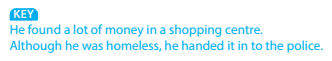 KEY
He found a lot of money in a shopping centre.
Although he was homeless, he handed it in to the police.